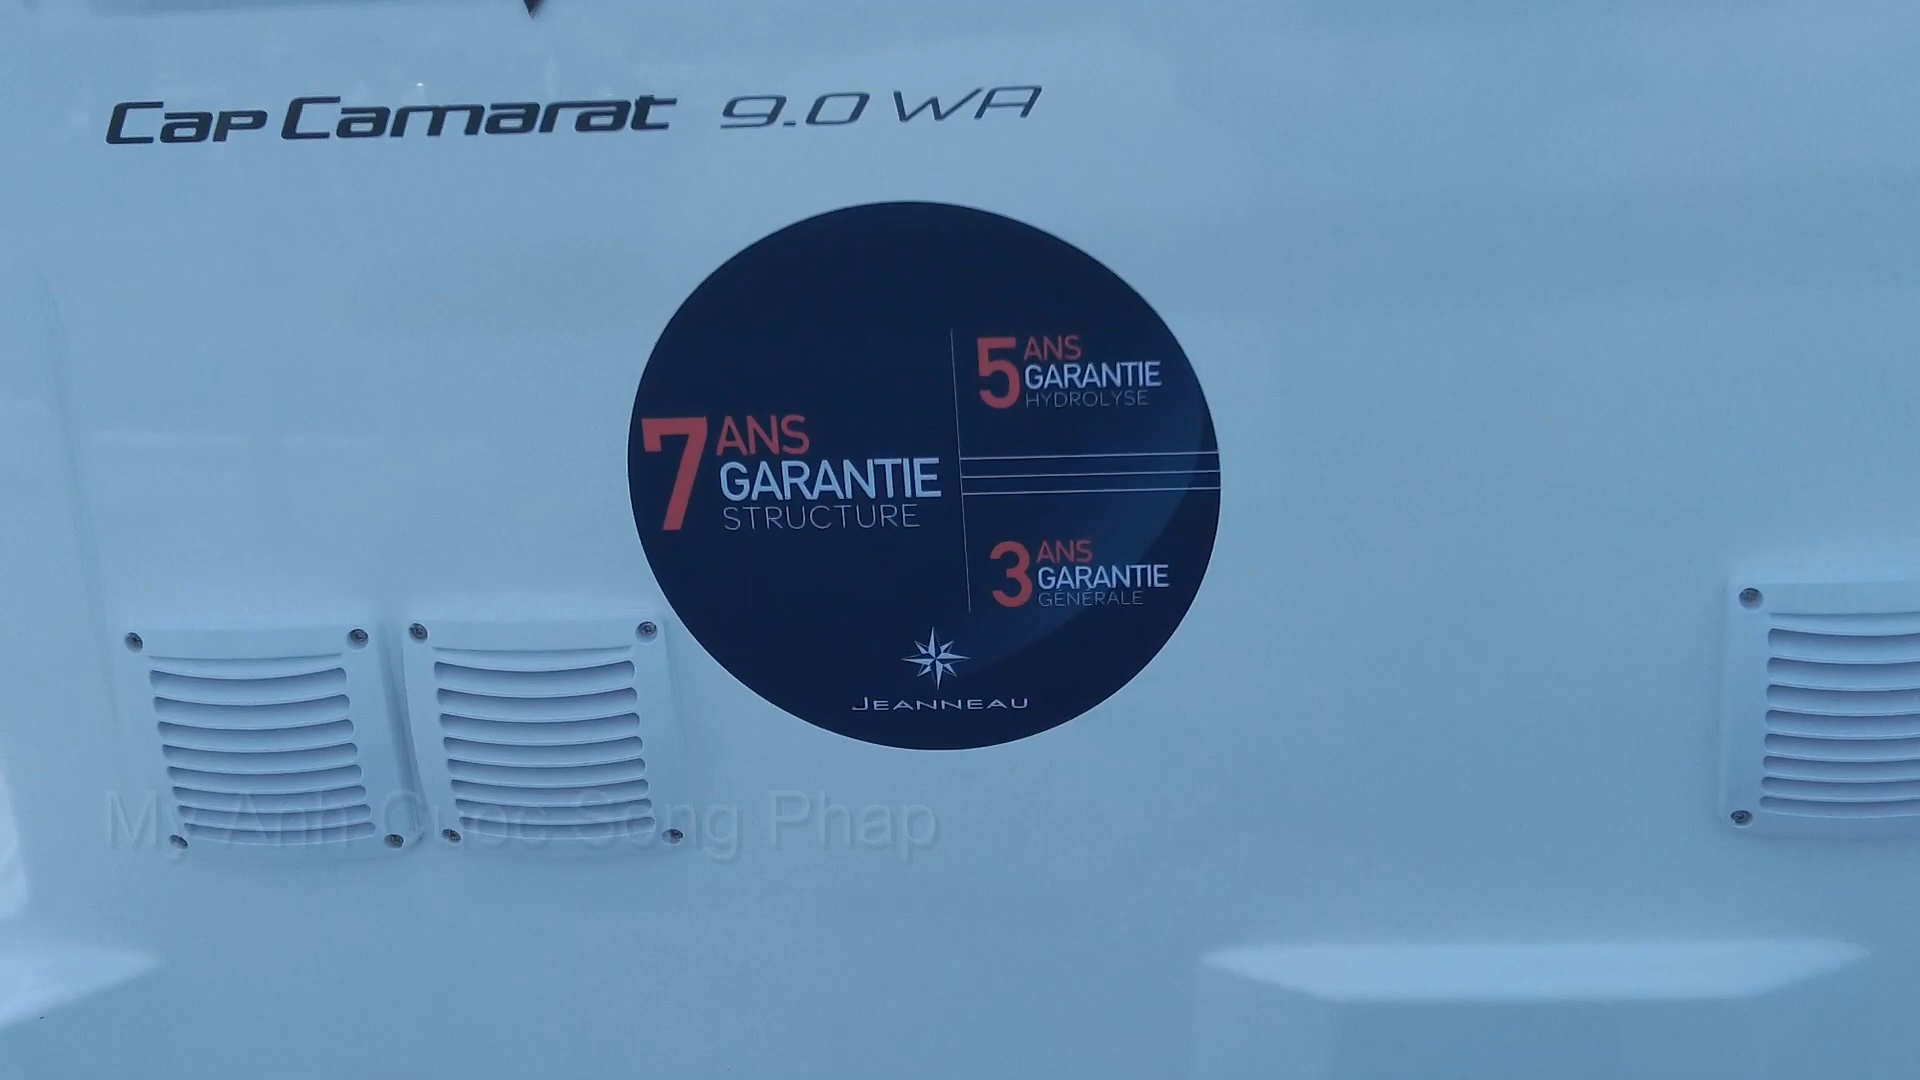 Cap Camarat 9.0 WA
7 ANS
GARANTIE
STRUCTURE
5 ANS
GARANTIE
HYDROLYSE
3 ANS
GARANTIE
GÉNÉRALE
JEANNEAU
My Anh Cuoc Song Phap